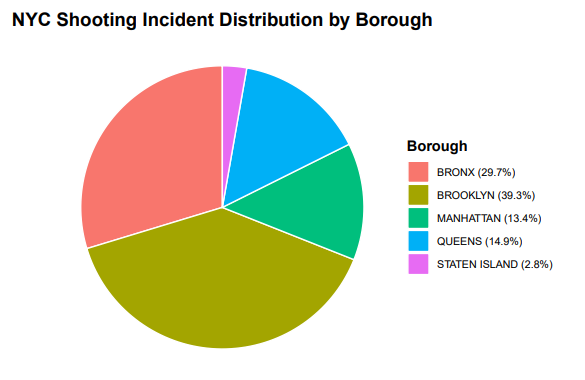 NYC Shooting Incident Distribution by Borough
Borough
BRONX (29.7%)
BROOKLYN (39.3%)
MANHATTAN (13.4%)
QUEENS (14.9%)
STATEN ISLAND (2.8%)